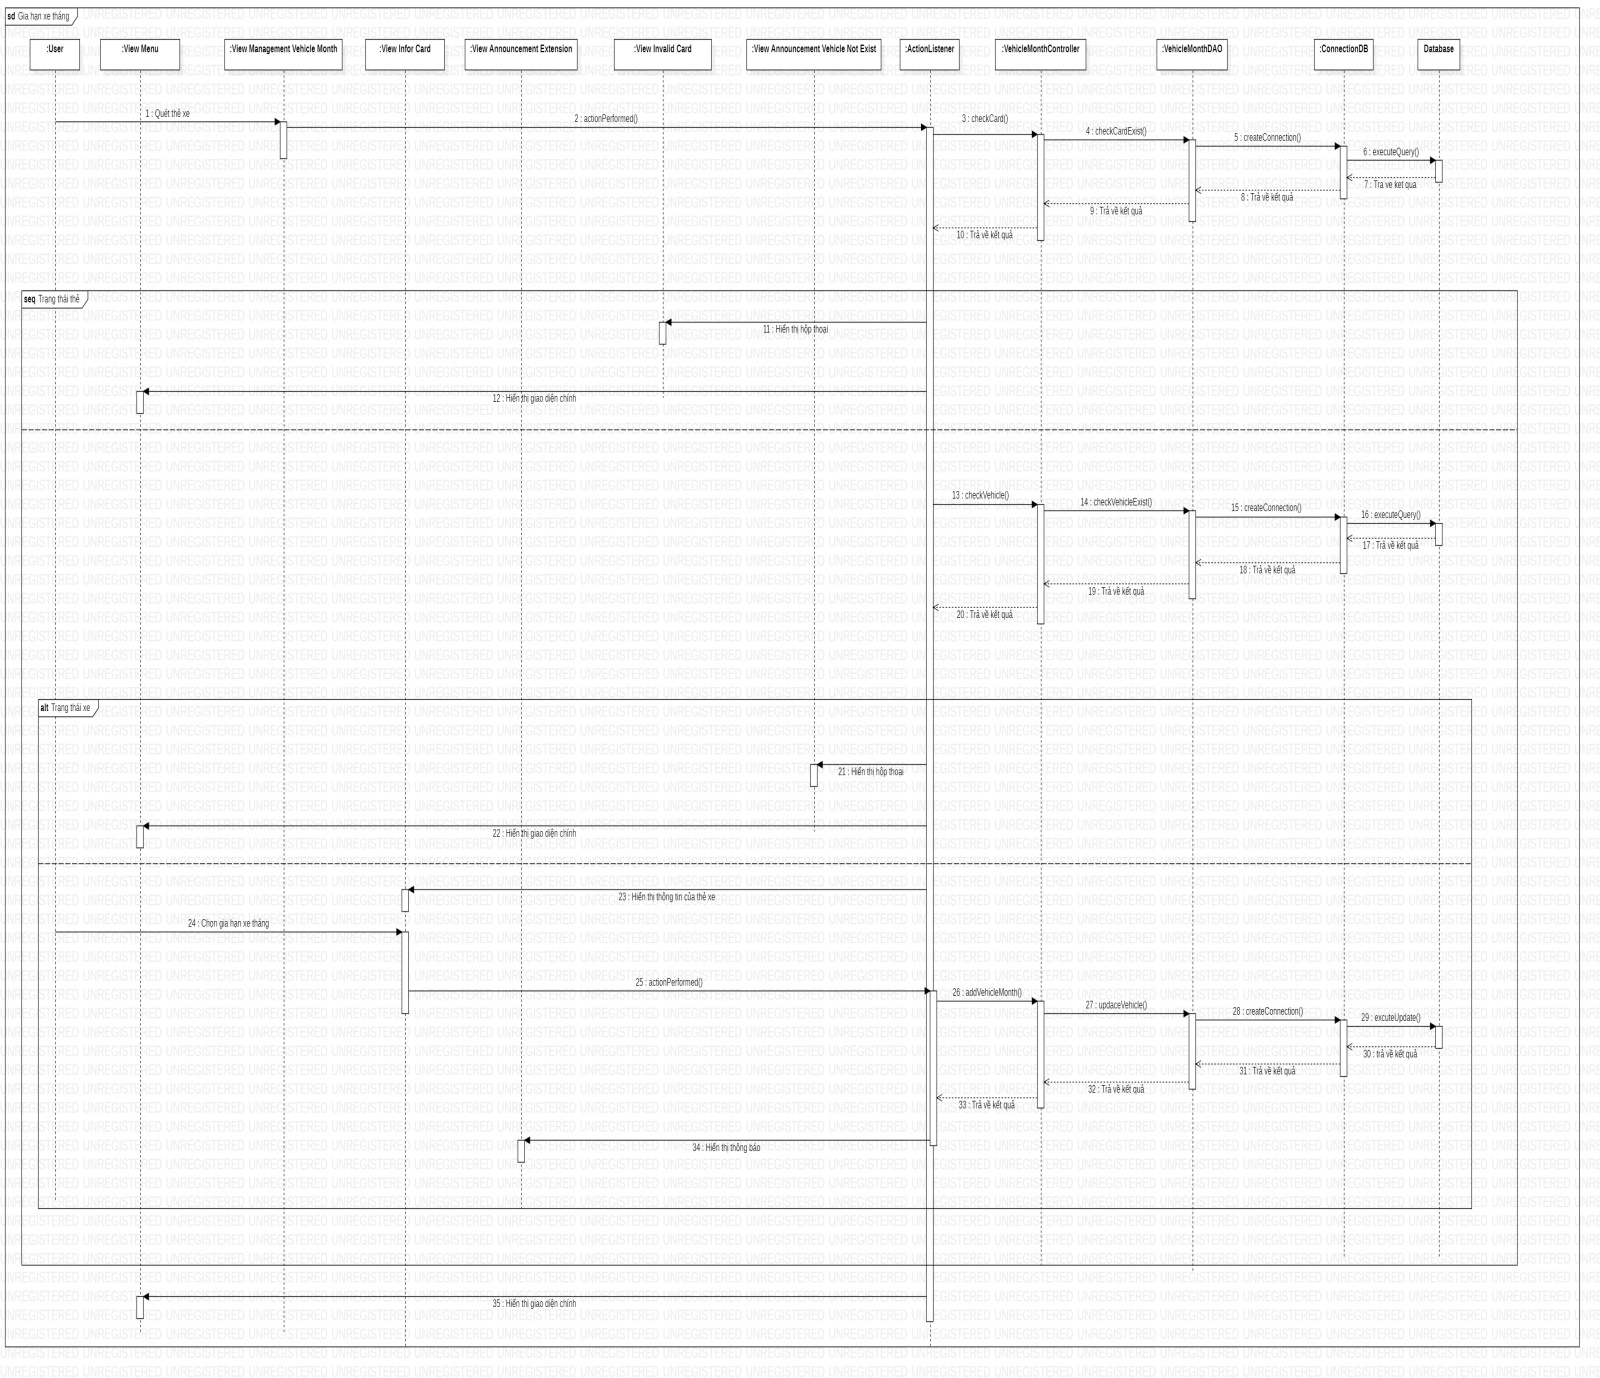 sd Gia hạn xe tháng
:User
:View Menu
:View Management Vehicle Month
:View Infor Card
:View Announcement Extension
:View Invalid Card
:View Announcement Vehicle Not Exist
:ActionListener
:VehicleMonthController
:VehicleMonthDAO
:ConnectionDB
Database
1 : Quét thẻ xe
2 : actionPerformed()
3 : checkCard()
4 : checkCardExist()
5 : createConnection()
6 : executeQuery()
7 : Tra ve ket qua
8 : Trả về kết quả
9 : Trả về kết quả
10 : Trả về kết quả
seq Trạng thái thẻ
11 : Hiển thị hộp thoại
12 : Hiển thị giao diện chính
13 : checkVehicle()
14 : checkVehicleExist()
15 : createConnection()
16 : executeQuery()
17 : Trả về kết quả
18 : Trả về kết quả
19 : Trả về kết quả
20 : Trả về kết quả
alt Trạng thái xe
21 : Hiển thị hộp thoại
22 : Hiển thị giao diện chính
23 : Hiển thị thông tin của thẻ xe
24 : Chọn gia hạn xe tháng
25 : actionPerformed()
26 : addVehicleMonth()
27 : updaceVehicle()
28 : createConnection()
29 : excuteUpdate()
30 : trả về kết quả
31 : Trả về kết quả
32 : Trả về kết quả
33 : Trả về kết quả
34 : Hiển thị thông báo
35 : Hiển thị giao diện chính
UNREGISTERED